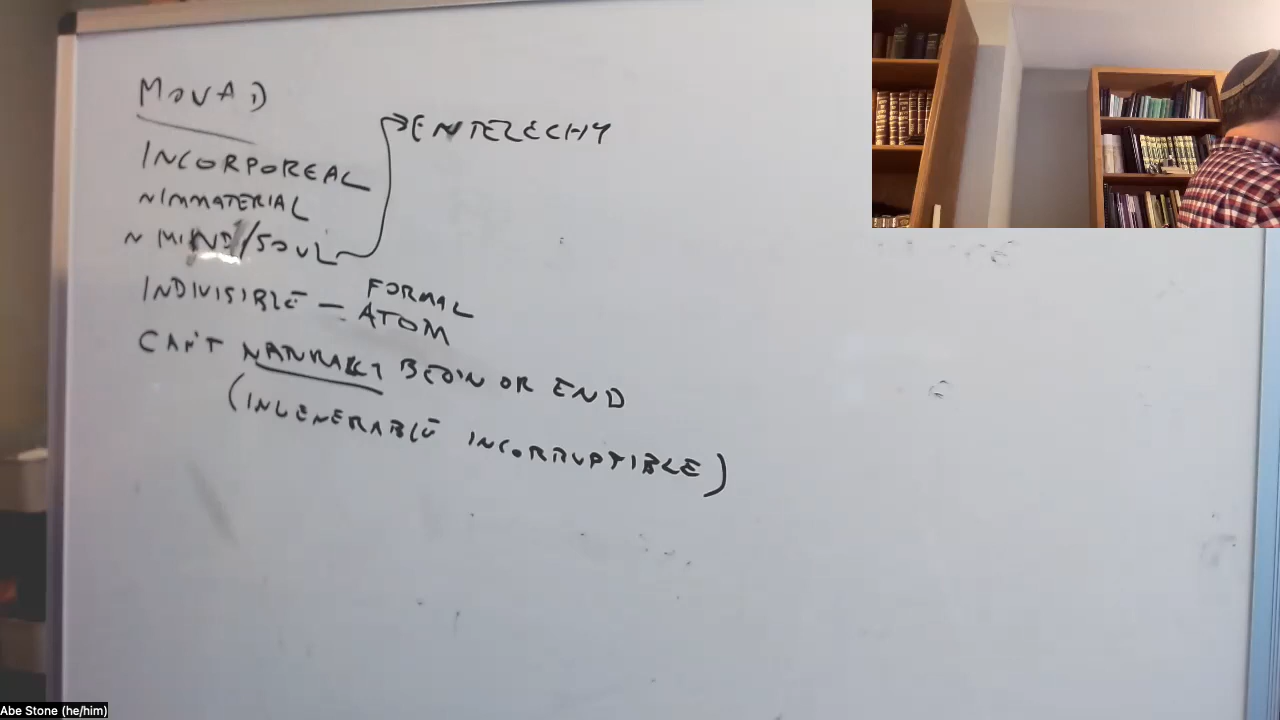 MONAD
INCORPOREAL
~ IMMATERIAL
~ MIND/SOUL
ENTELECHY
INDIVISIBLE — FORMAL
ATOM
CAN'T NATURALLY BEGIN OR END
(INGENERABLE INCORRUPTIBLE)
Abe Stone (he/him)